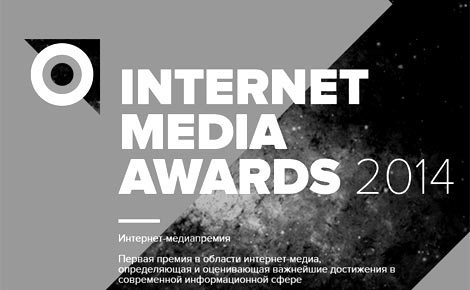 INTERNET
MEDIA
AWARDS 2014
Интернет-медиапремия
Первая премия в области интернет-медиа,
определяющая и оценивающая важнейшие достижения в
современной информационной сфере